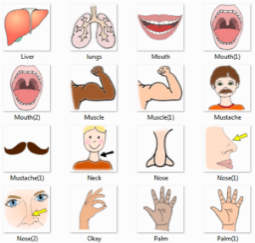 Liver lungs Mouth Mouth(1)
Mouth(2) Muscle Muscle(1) Mustache
Mustache(1) Neck Nose Nose(1)
Nose(2) Okay Palm Palm(1)